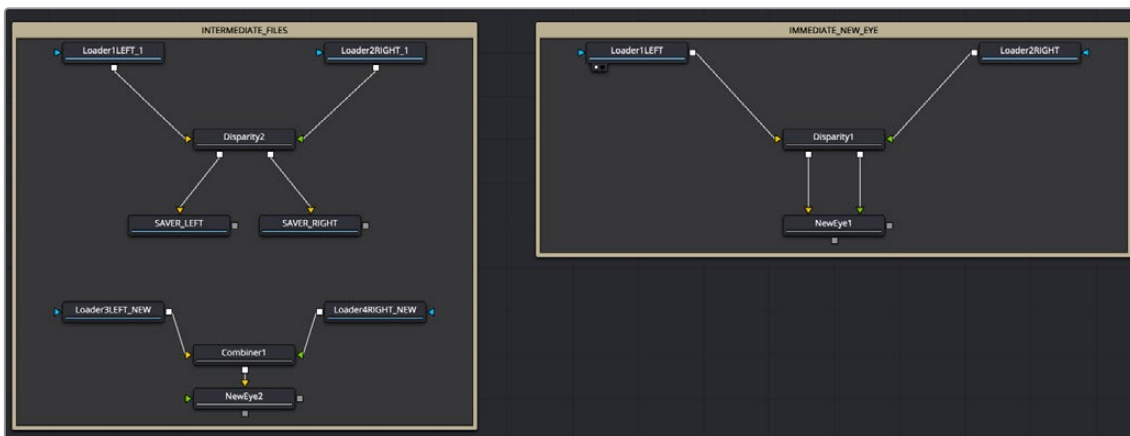 INTERMEDIATE_FILES
Loader1LEFT_1
Loader2RIGHT_1
Disparity2
SAVER_LEFT
SAVER_RIGHT
Loader3LEFT_NEW
Loader4RIGHT_NEW
Combiner1
NewEye2
IMMEDIATE_NEW_EYE
Loader1LEFT
Loader2RIGHT
Disparity1
NewEye1